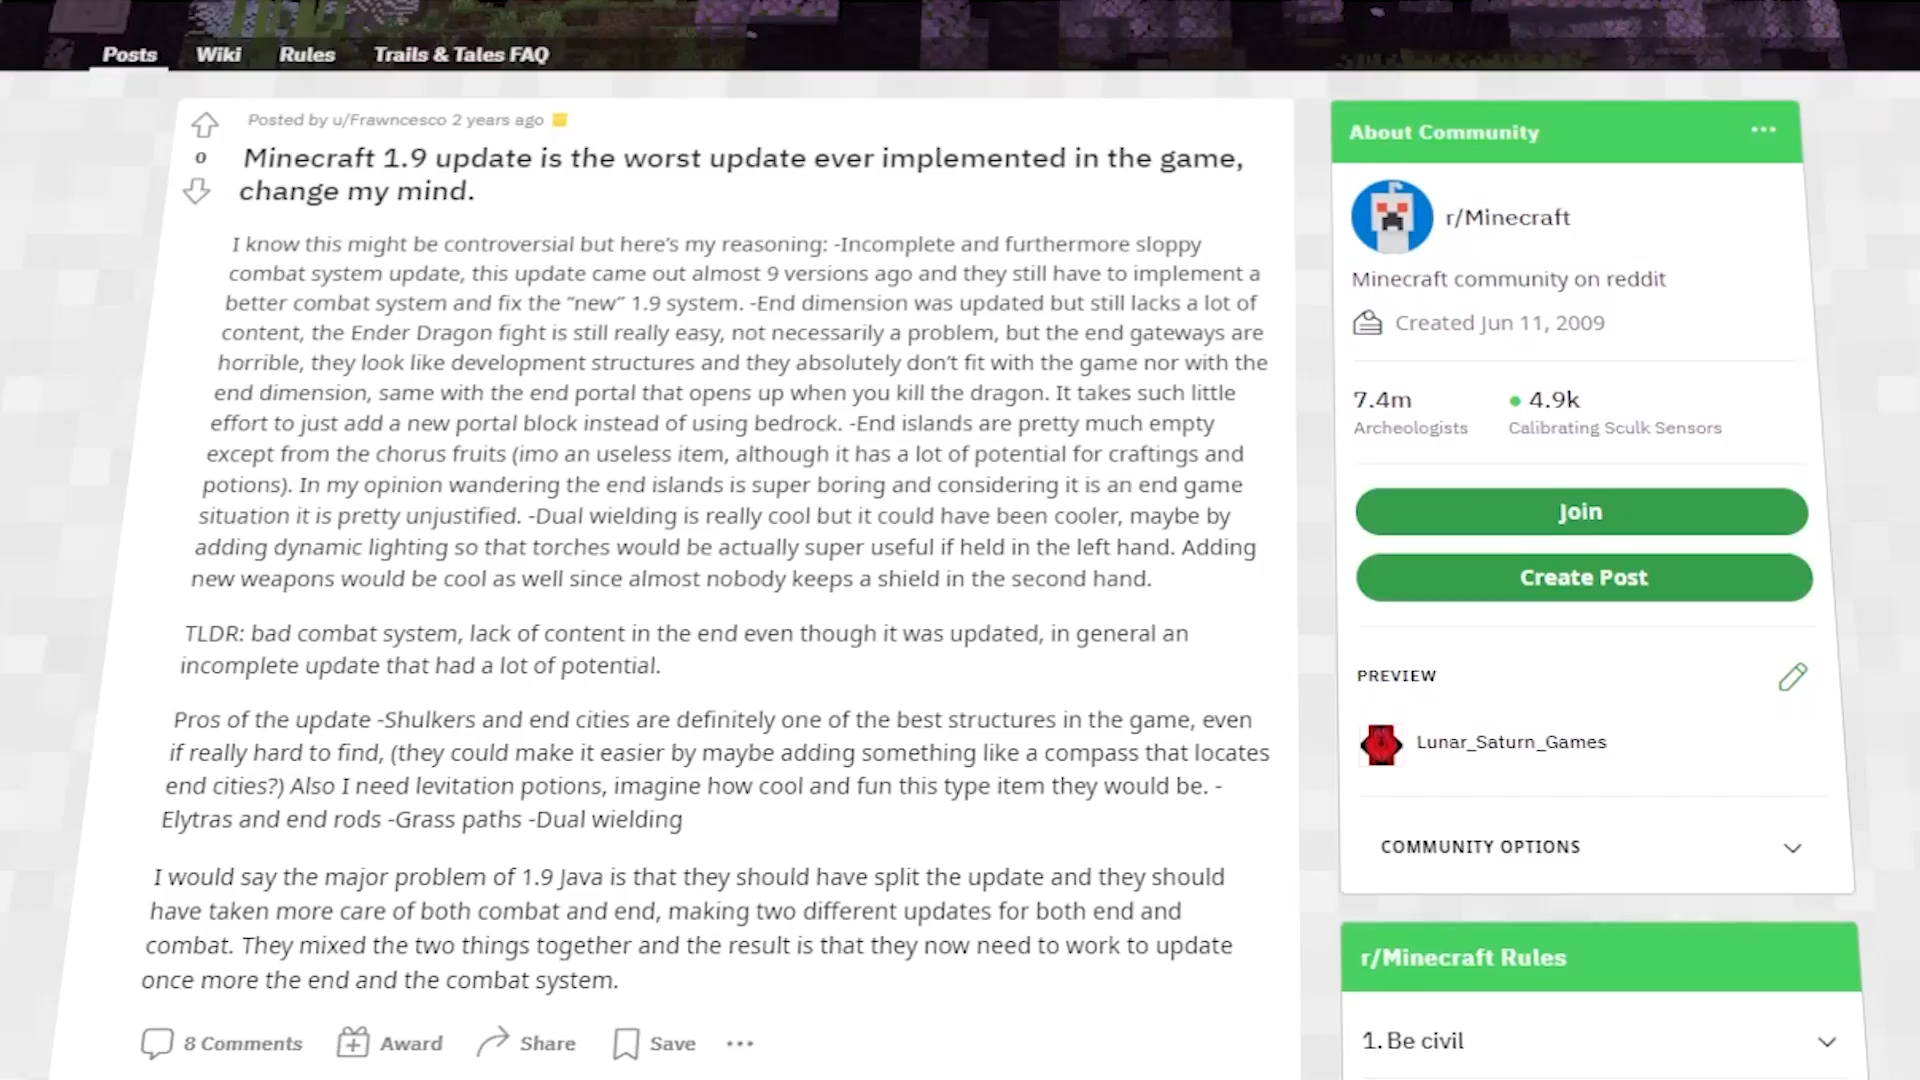 Posts Wiki Rules Trails & Tales FAQ
Posted by u/Frawncesco 2 years ago
0
Minecraft 1.9 update is the worst update ever implemented in the game,
change my mind.
I know this might be controversial but here's my reasoning: -Incomplete and furthermore sloppy
combat system update, this update came out almost 9 versions ago and they still have to implement a
better combat system and fix the "new" 1.9 system. -End dimension was updated but still lacks a lot of
content, the Ender Dragon fight is still really easy, not necessarily a problem, but the end gateways are
horrible, they look like development structures and they absolutely don't fit with the game nor with the
end dimension, same with the end portal that opens up when you kill the dragon. It takes such little
effort to just add a new portal block instead of using bedrock. -End islands are pretty much empty
except from the chorus fruits (imo an useless item, although it has a lot of potential for craftings and
potions). In my opinion wandering the end islands is super boring and considering it is an end game
situation it is pretty unjustified. -Dual wielding is really cool but it could have been cooler, maybe by
adding dynamic lighting so that torches would be actually super useful if held in the left hand. Adding
new weapons would be cool as well since almost nobody keeps a shield in the second hand.
TLDR: bad combat system, lack of content in the end even though it was updated, in general an
incomplete update that had a lot of potential.
Pros of the update -Shulkers and end cities are definitely one of the best structures in the game, even
if really hard to find, (they could make it easier by maybe adding something like a compass that locates
end cities?) Also I need levitation potions, imagine how cool and fun this type item they would be. -
Elytras and end rods -Grass paths -Dual wielding
I would say the major problem of 1.9 Java is that they should have split the update and they should
have taken more care of both combat and end, making two different updates for both end and
combat. They mixed the two things together and the result is that they now need to work to update
once more the end and the combat system.
8 Comments Award Share Save
About Community
r/Minecraft
Minecraft community on reddit
Created Jun 11, 2009
7.4m 4.9k
Archeologists Calibrating Sculk Sensors
Join
Create Post
PREVIEW
Lunar_Saturn_Games
COMMUNITY OPTIONS
r/Minecraft Rules
1. Be civil